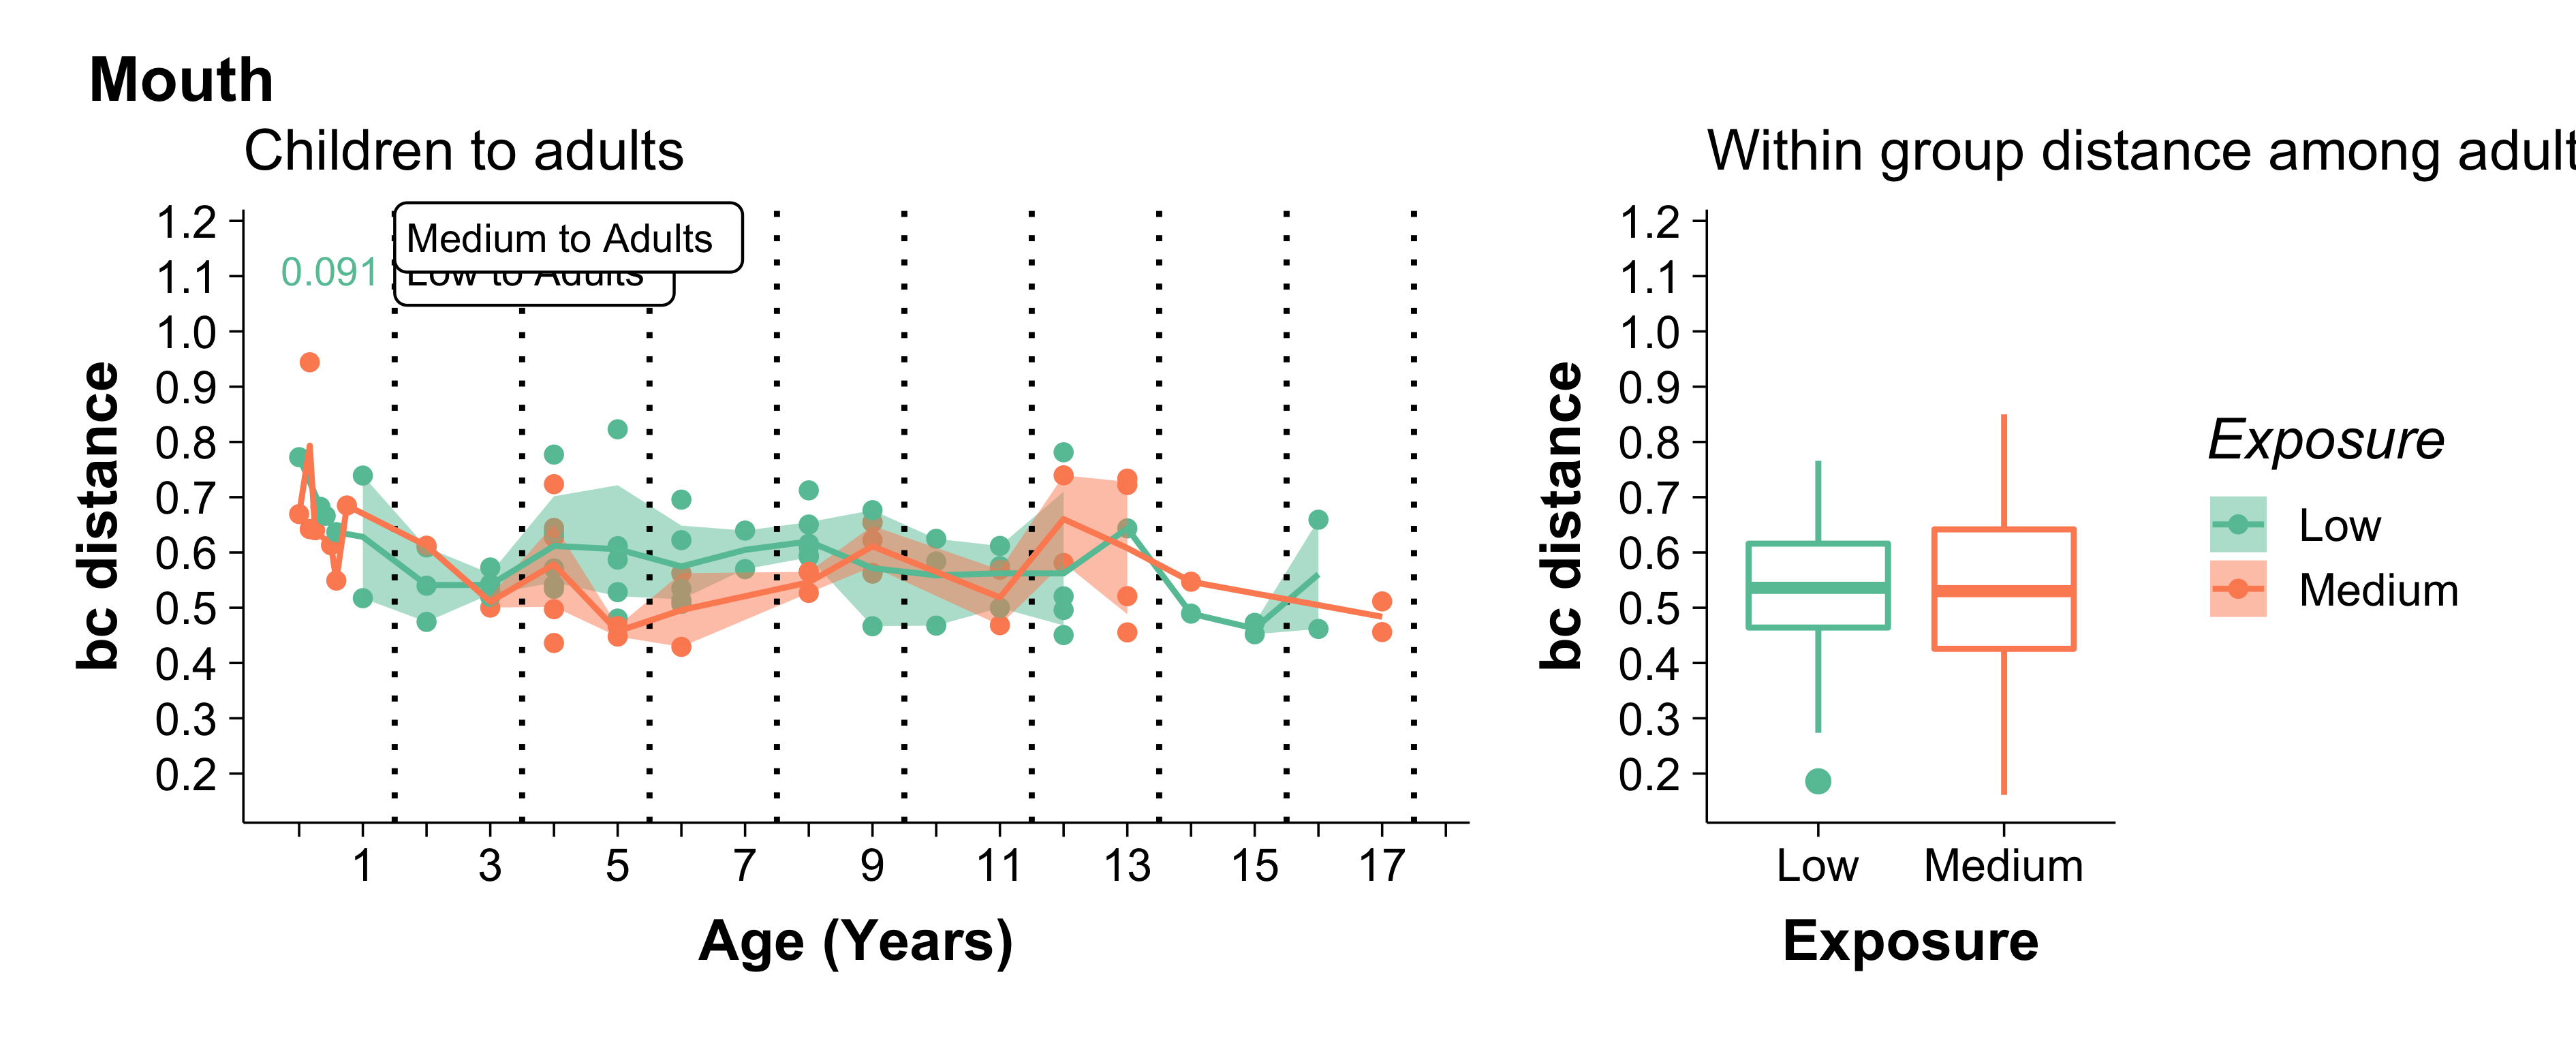 Mouth
Children to adults
Within group distance among adult
1.2
1.1
1.0
0.9
0.8
0.7
0.6
0.5
0.4
0.3
0.2
bc distance
0.091
Medium to Adults
Low to Adults
1 3 5 7 9 11 13 15 17
Age (Years)
1.2
1.1
1.0
0.9
0.8
0.7
0.6
0.5
0.4
0.3
0.2
bc distance
Low Medium
Exposure
Exposure
Low
Medium